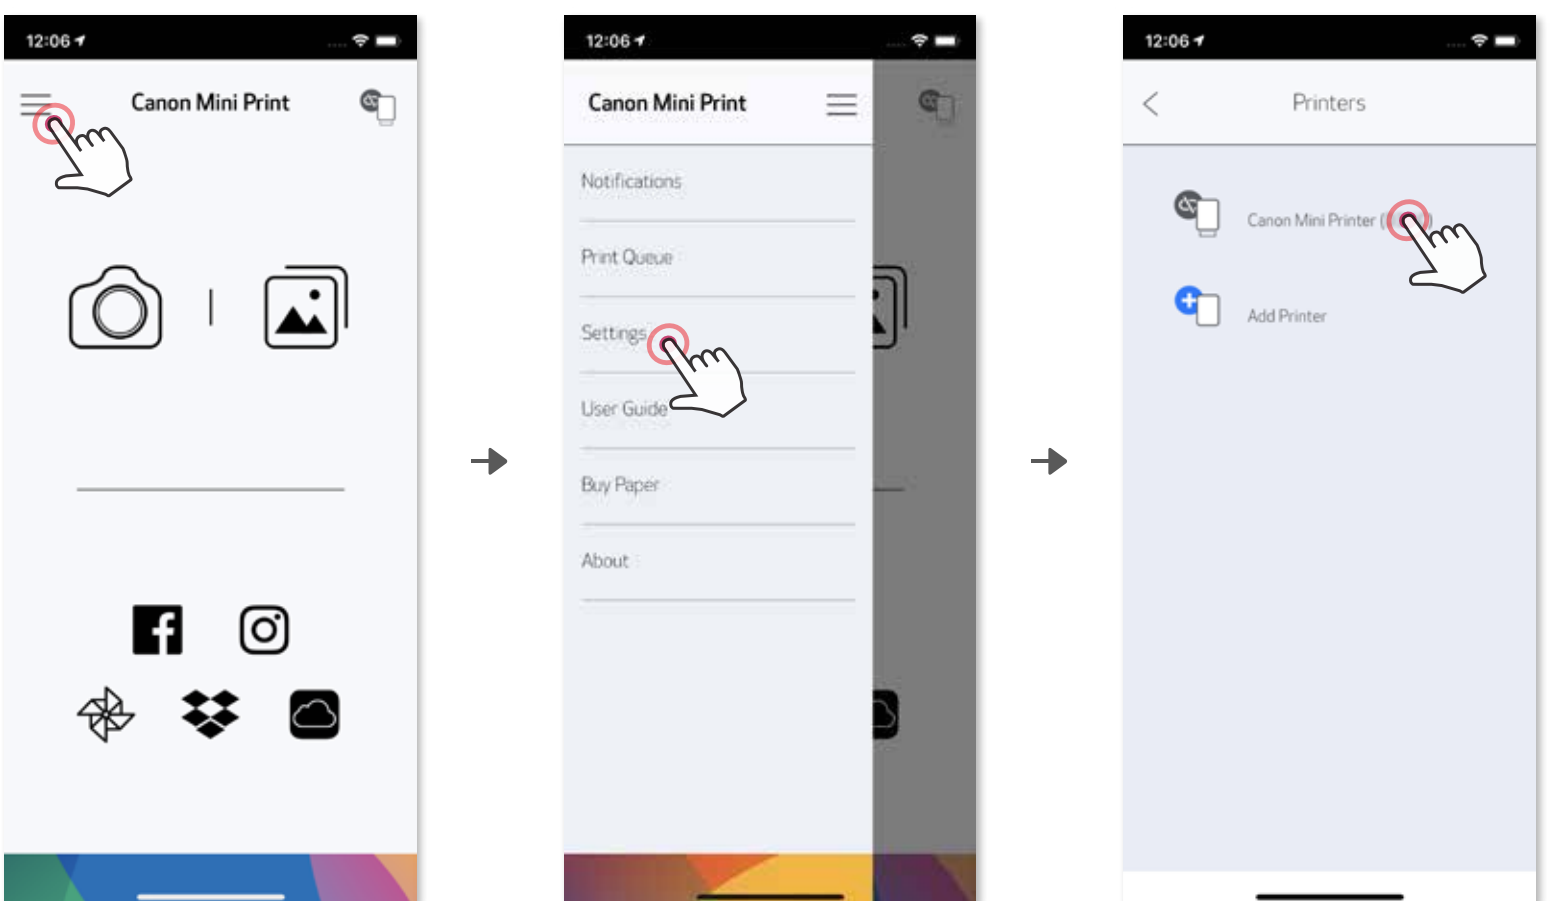 12:06
Canon Mini Print
12:06
Canon Mini Print
Notifications
Print Queue
Settings
User Guide
Buy Paper
About
12:06
Printers
Canon Mini Printer (
Add Printer